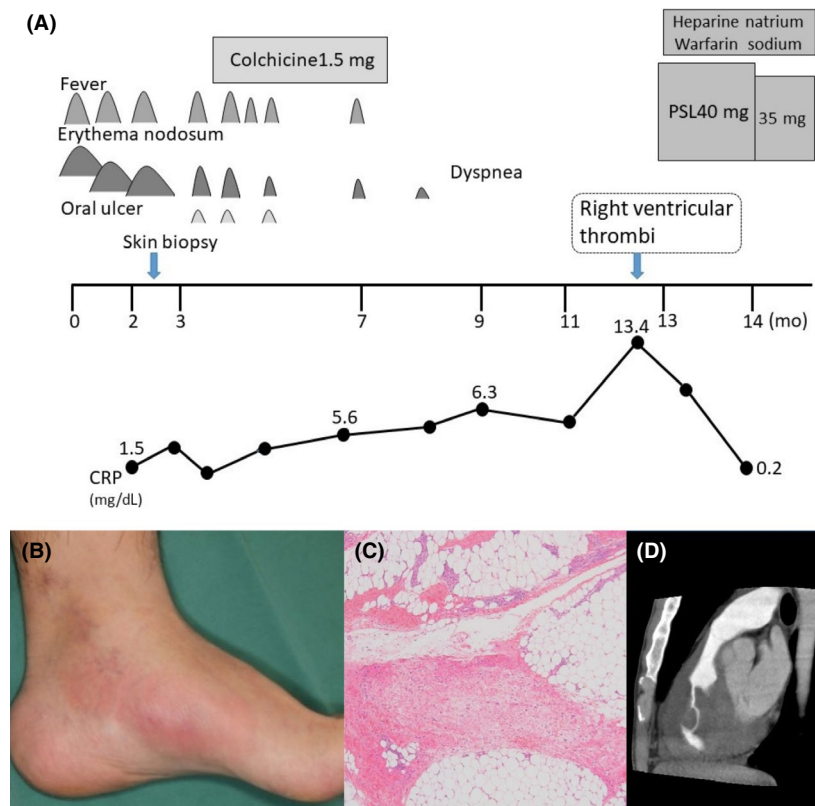 (A)
Heparine natrium
Warfarin sodium
Colchicine1.5 mg
Fever
PSL40 mg
35 mg
Erythema nodosum
Dyspnea
Oral ulcer
Right ventricular
thrombi
Skin biopsy
0 2 3 7 9 11 13 14 (mo)
13.4
6.3
5.6
1.5
0.2
CRP
(mg/dL)
(B)
(C)
(D)